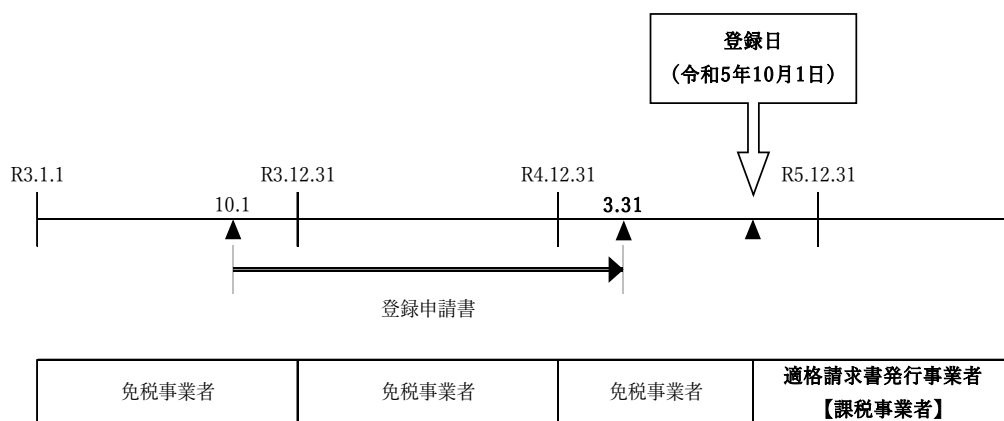 登録日
(令和5年10月1日)
R3.1.1
R3.12.31
R4.12.31
R5.12.31
10.1
3.31
登録申請書
免税事業者
免税事業者
免税事業者
適格請求書発行事業者
【課税事業者】